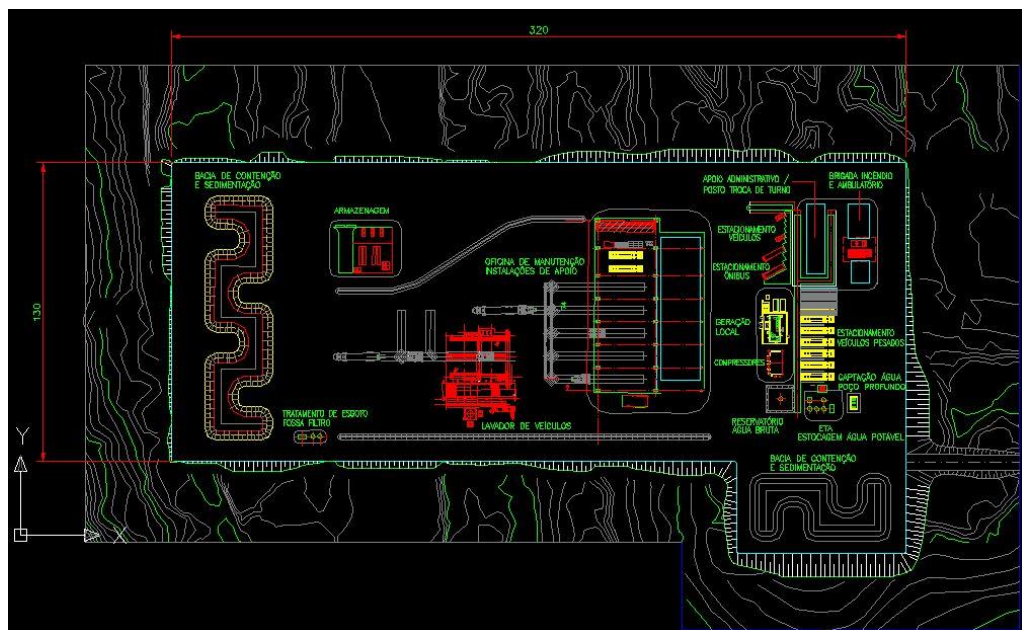 320
130
BACIA DE CONTENÇÃO
E SEDIMENTAÇÃO
ARMAZENAGEM
OFICINA DE MANUTENÇÃO
INSTALAÇÕES DE APOIO
APOIO ADMINISTRATIVO /
POSTO TROCA DE TURNO
BRIGADA INCÊNDIO
E AMBULATÓRIO
ESTACIONAMENTO
VEÍCULOS
ESTACIONAMENTO
ÔNIBUS
GERAÇÃO
LOCAL
ESTACIONAMENTO
VEÍCULOS PESADOS
COMPRESSORES
CAPTAÇÃO ÁGUA
POÇO PROFUNDO
TRATAMENTO DE ESGOTO
FOSSA FILTRO
LAVADOR DE VEÍCULOS
RESERVATÓRIO
ÁGUA BRUTA
ETA
ESTOCAGEM ÁGUA POTÁVEL
BACIA DE CONTENÇÃO
E SEDIMENTAÇÃO
Y
X